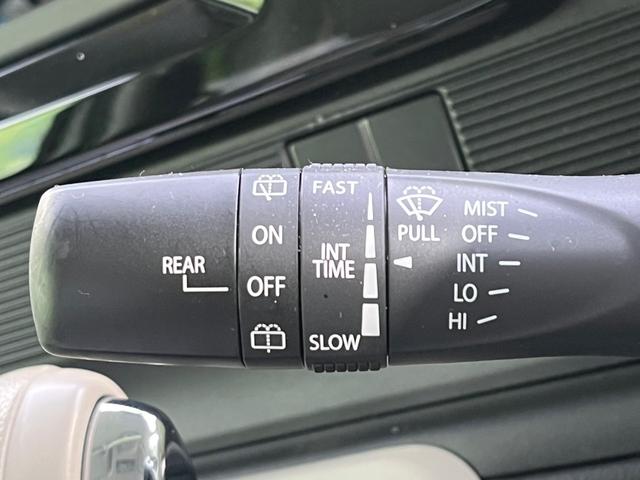 REAR
ON
OFF
FAST
INT
TIME
SLOW
PULL
MIST
OFF
INT
LO
HI